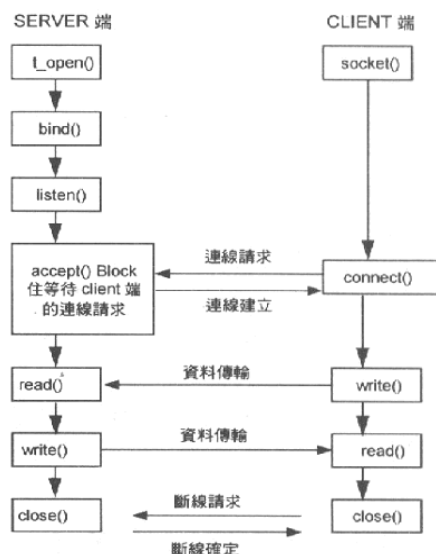 SERVER 端
CLIENT 端
t_open()
socket()
bind()
listen()
accept() Block
住等待 client 端
的連線請求
連線請求
連線建立
connect()
read()
資料傳輸
write()
write()
資料傳輸
read()
close()
斷線請求
斷線確定
close()